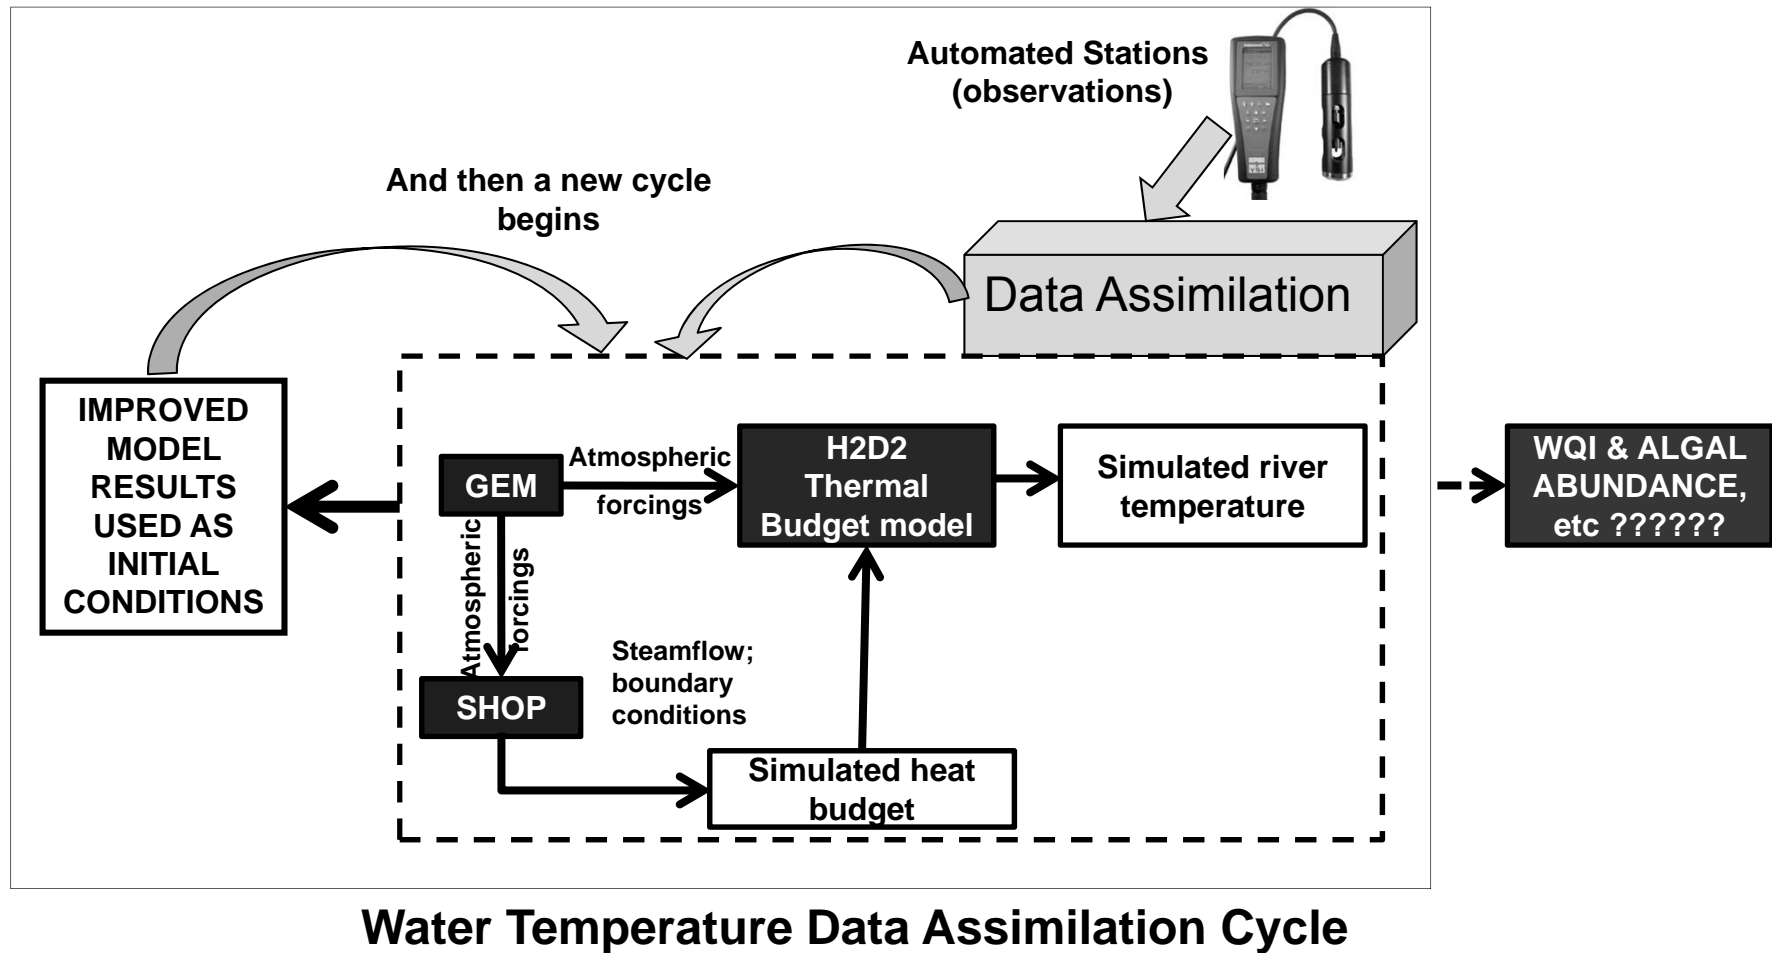 Automated Stations
(observations)
And then a new cycle
begins
Data Assimilation
IMPROVED
MODEL
RESULTS
USED AS
INITIAL
CONDITIONS
GEM
Atmospheric
forcings
H2D2
Thermal
Budget model
Simulated river
temperature
WQI & ALGAL
ABUNDANCE,
etc ??????
Atmospheric
forcings
SHOP
Steamflow;
boundary
conditions
Simulated heat
budget
Water Temperature Data Assimilation Cycle